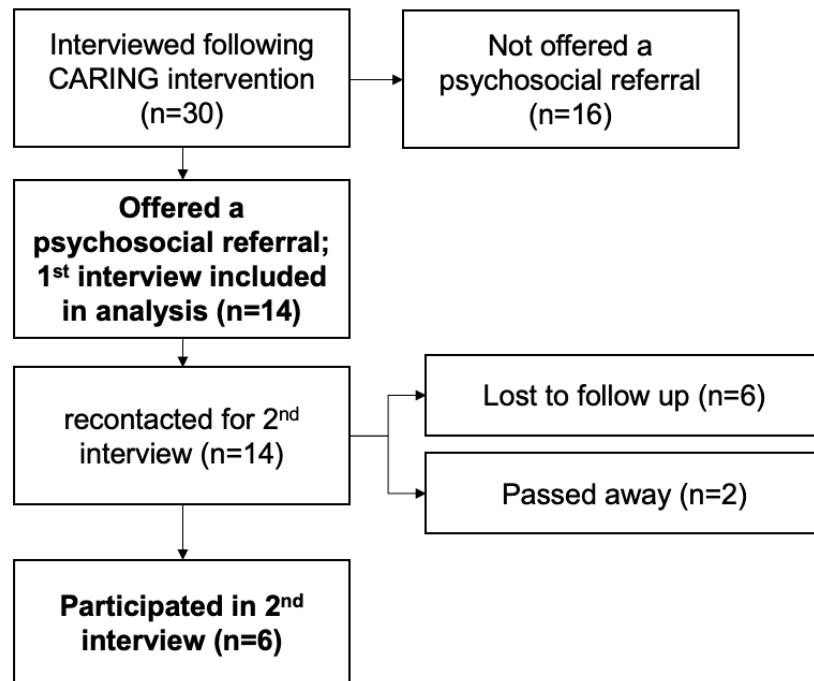 Interviewed following
CARING intervention
(n=30)
Not offered a
psychosocial referral
(n=16)
Offered a
psychosocial referral;
1st interview included
in analysis (n=14)
recontacted for 2nd
interview (n=14)
Lost to follow up (n=6)
Passed away (n=2)
Participated in 2nd
interview (n=6)